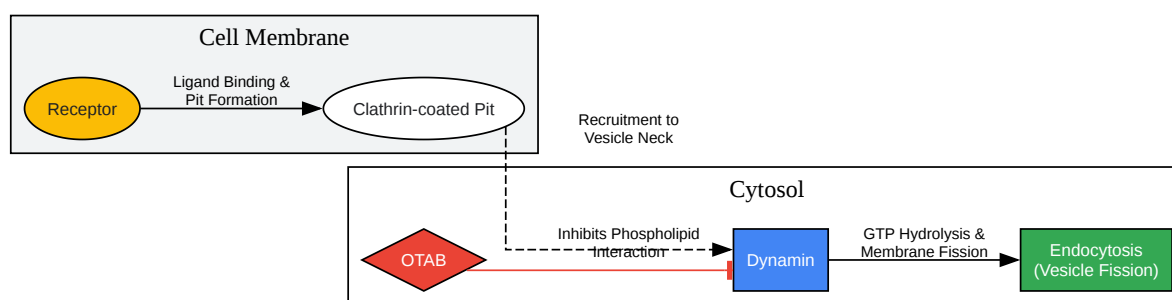 Cell Membrane
Ligand Binding &
Pit Formation
Receptor
Clathrin-coated Pit
Recruitment to
Vesicle Neck
Cytosol
Inhibits Phospholipid
Interaction
OTAB
Dynamin
GTP Hydrolysis &
Membrane Fission
Endocytosis
(Vesicle Fission)